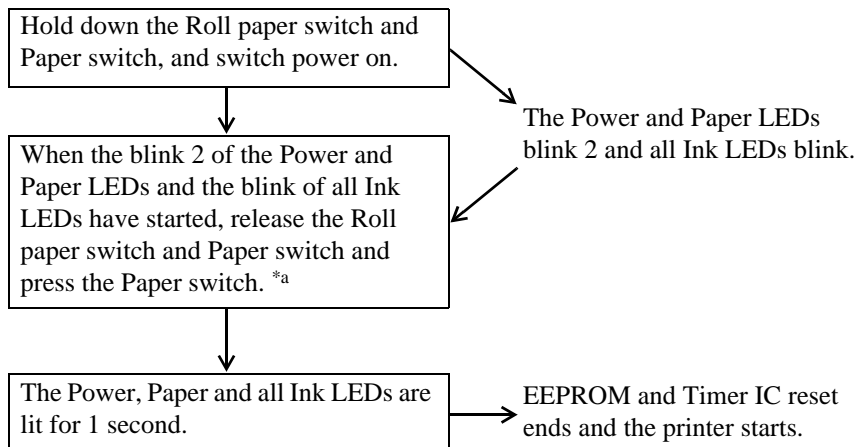 Hold down the Roll paper switch and
Paper switch, and switch power on.
The Power and Paper LEDs
blink 2 and all Ink LEDs blink.
When the blink 2 of the Power and
Paper LEDs and the blink of all Ink
LEDs have started, release the Roll
paper switch and Paper switch and
press the Paper switch. *a
The Power, Paper and all Ink LEDs are
lit for 1 second.
EEPROM and Timer IC reset
ends and the printer starts.